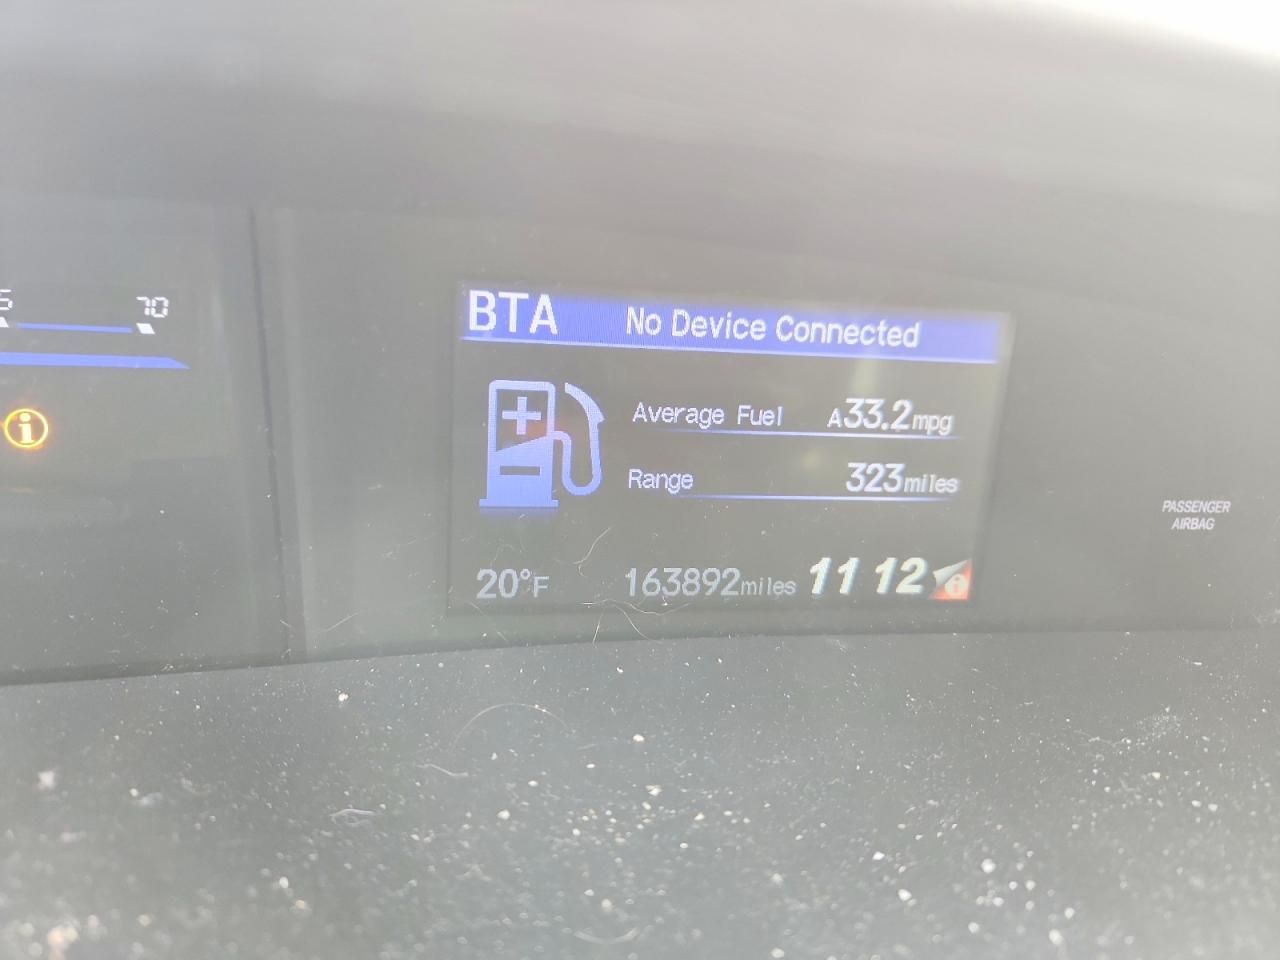 70
BTA No Device Connected
Average Fuel A33.2mpg
Range 323miles
20°F 163892miles 11 12
PASSENGER
AIRBAG